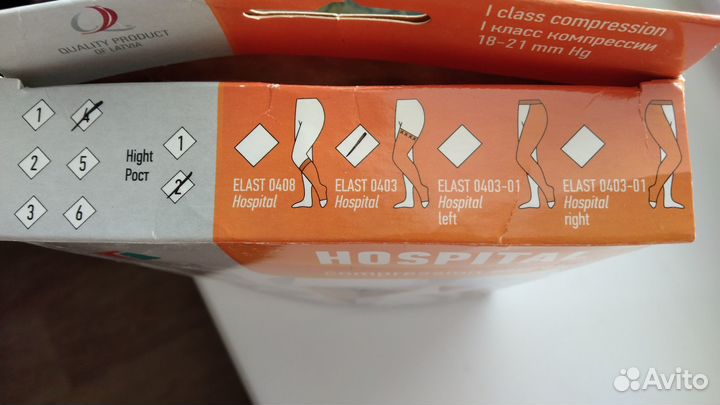 QUALITY PRODUCT
OF LATVIA
I class compression
I класс компрессии
18-21 mm Hg
1
4
2
5
3
6
Hight
Рост
1
2
ELAST 0408
Hospital
ELAST 0403
Hospital
ELAST 0403-01
Hospital
left
ELAST 0403-01
Hospital
right
HOSPITAL
compression
Avito